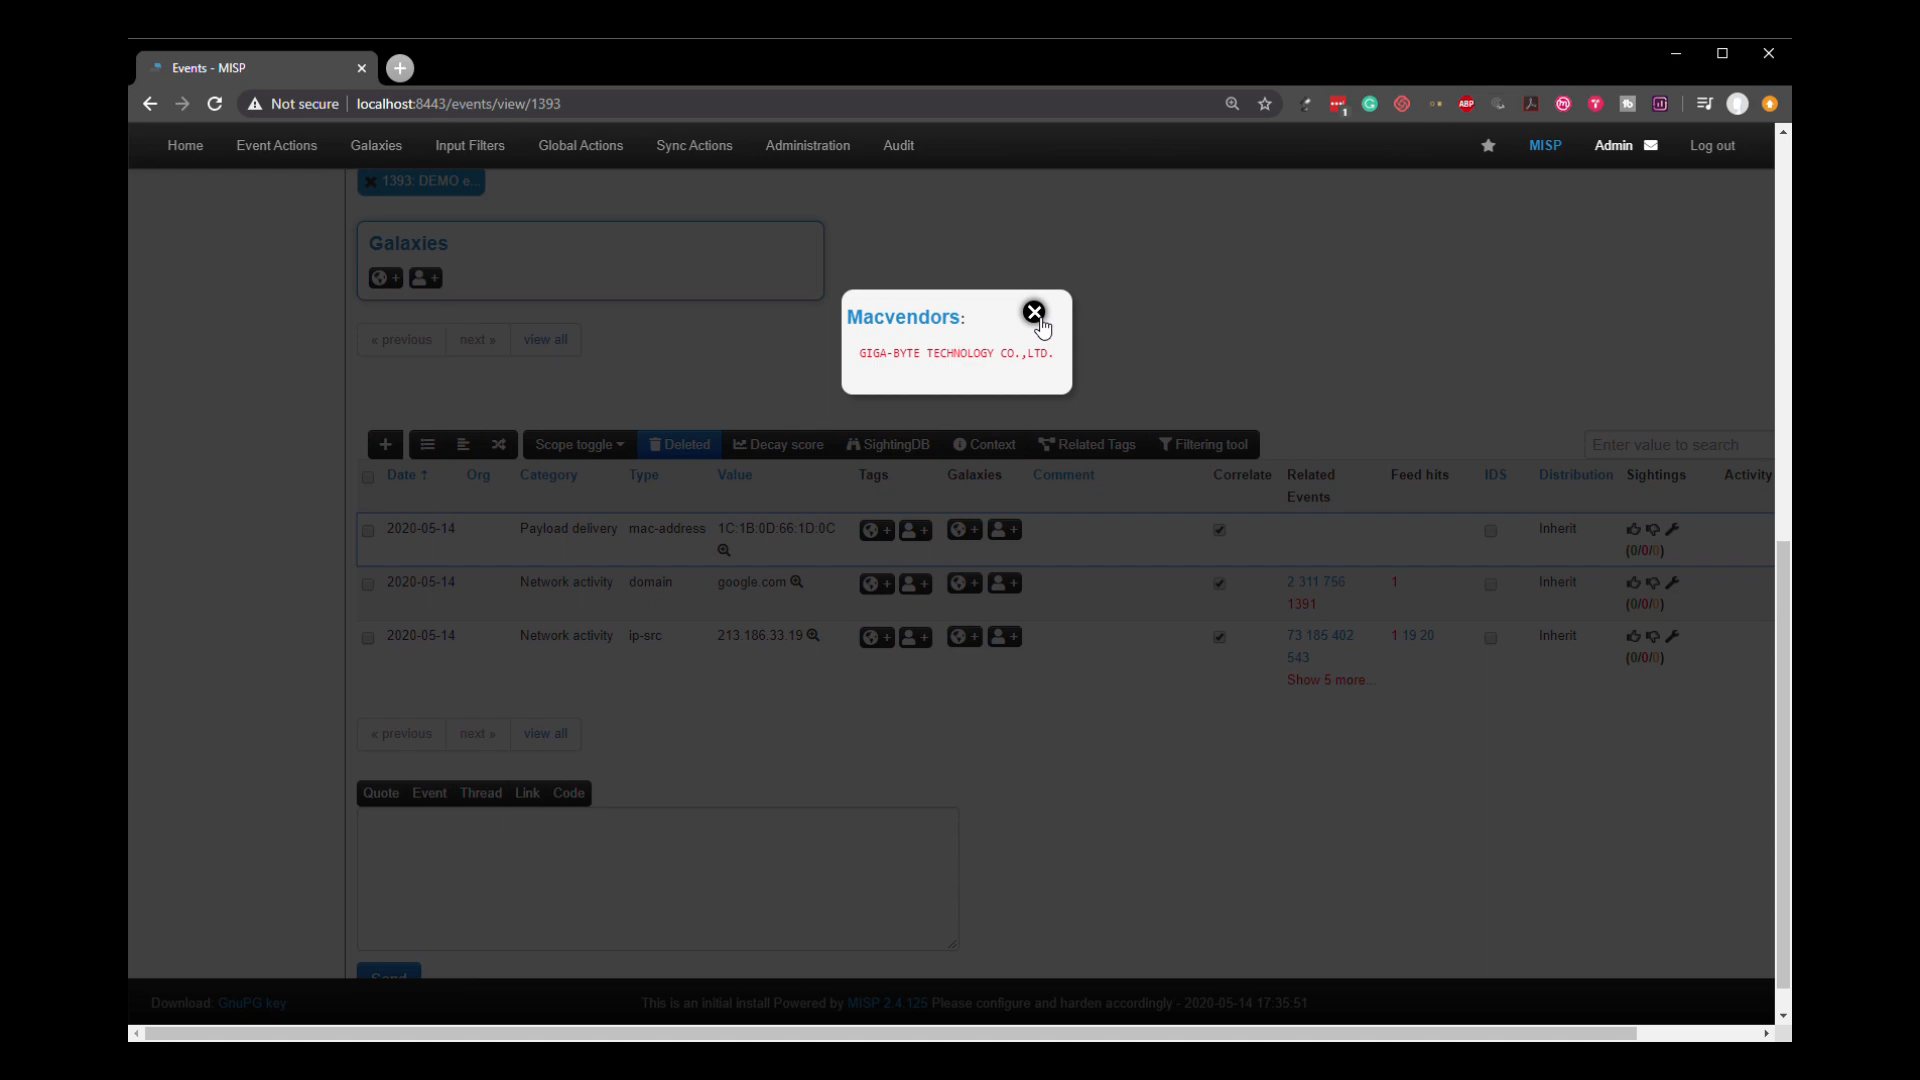 Events - MISP
Not secure localhost:8443/events/view/1393
ABP
1
Home Event Actions Galaxies Input Filters Global Actions Sync Actions Administration Audit MISP Admin Log out
1393: DEMO e...
Galaxies
+ +
« previous next » view all
Macvendors:
GIGA-BYTE TECHNOLOGY CO.,LTD.
Scope toggle Deleted Decay score SightingDB Context Related Tags Filtering tool Enter value to search
Date Org Category Type Value Tags Galaxies Comment Correlate Related Events Feed hits IDS Distribution Sightings Activity
2020-05-14 Payload delivery mac-address 1C:1B:0D:66:1D:0C + + + + Inherit
(0/0/0)
2020-05-14 Network activity domain google.com + + + + 2 311 756 1 Inherit
1391 (0/0/0)
2020-05-14 Network activity ip-src 213.186.33.19 + + + + 73 185 402 1 19 20 Inherit
543 (0/0/0)
Show 5 more...
« previous next » view all
Quote Event Thread Link Code
Send
Download: GnuPG key This is an initial install Powered by MISP 2.4.125 Please configure and harden accordingly - 2020-05-14 17:35:51